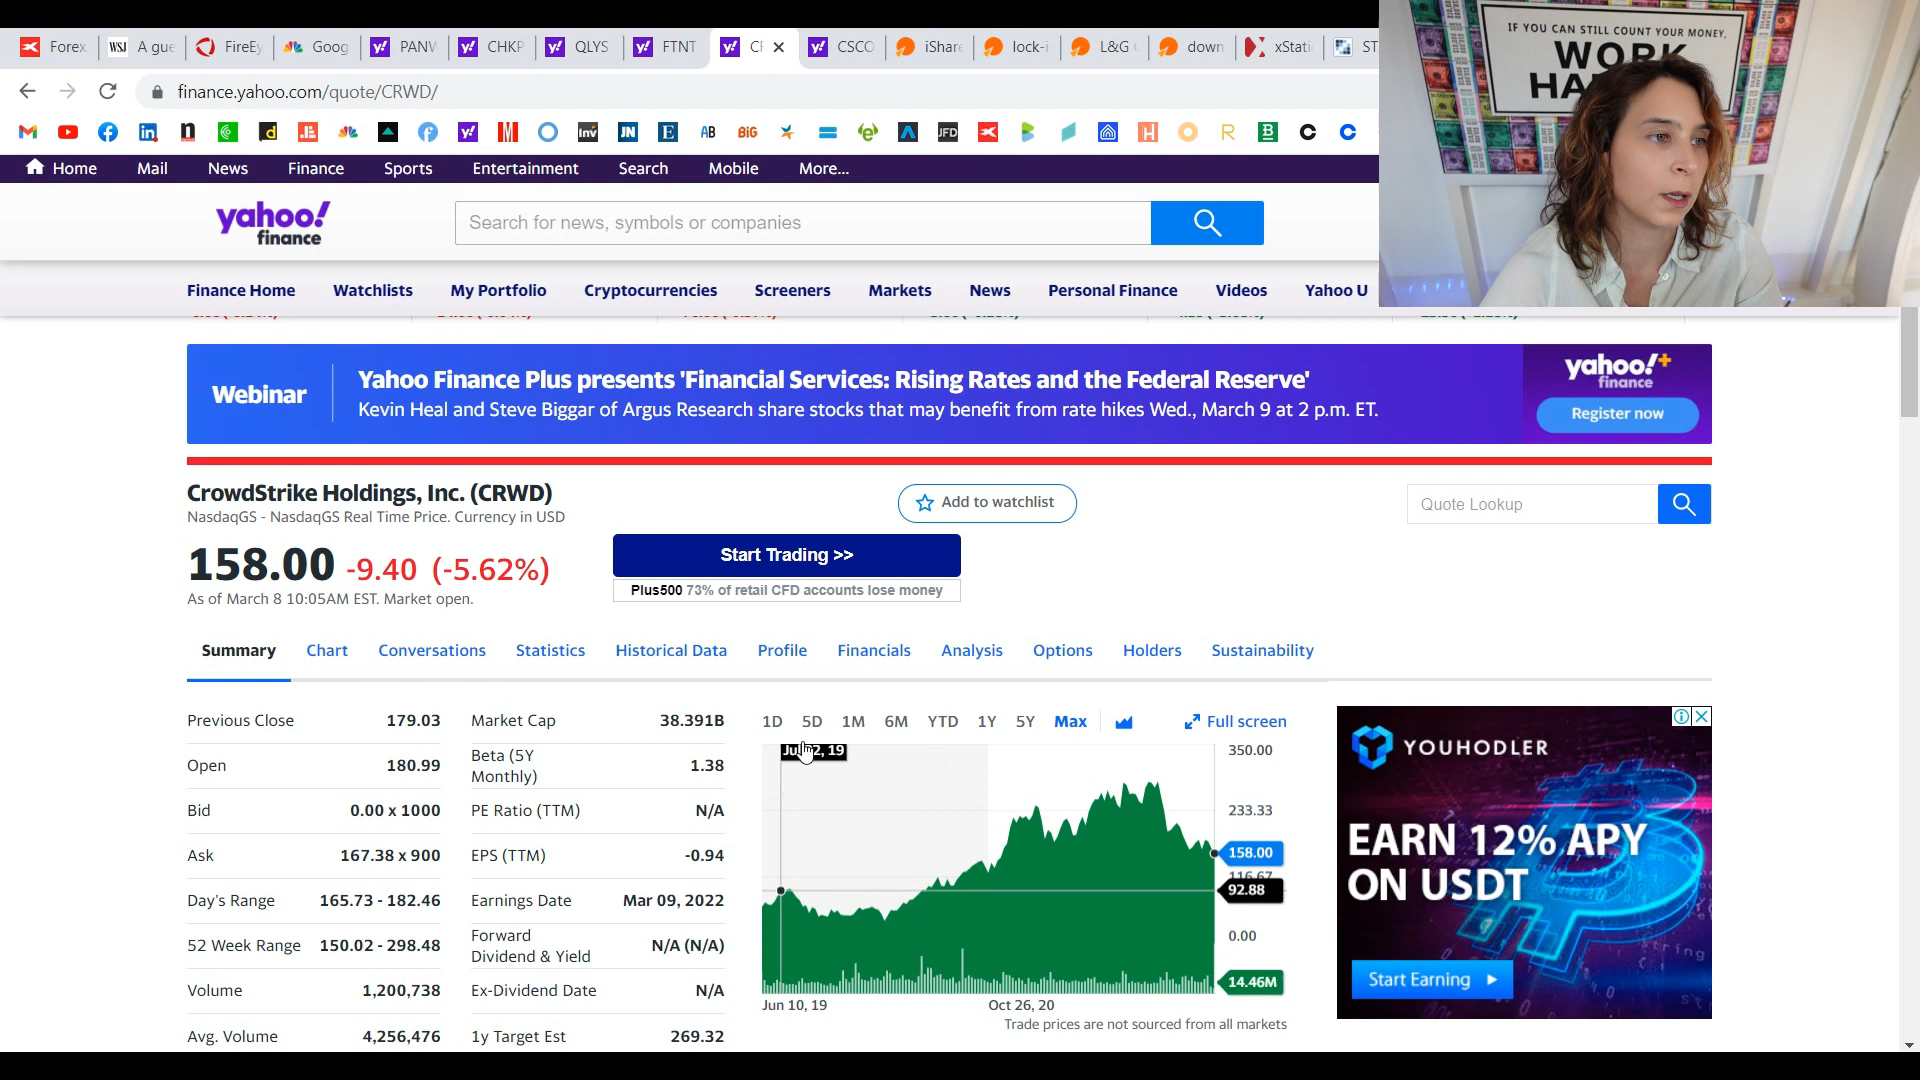 Forex
WSJ A gue
FireEy
Goog
PANW
CHKP
QLYS
FTNT
CSCO
iShare
lock-i
L&G
down
xStati
finance.yahoo.com/quote/CRWD/
Home Mail News Finance Sports Entertainment Search Mobile More...
yahoo!
finance
Search for news, symbols or companies
IF YOU CAN STILL COUNT YOUR MONEY,
WORK
Finance Home Watchlists My Portfolio Cryptocurrencies Screeners Markets News Personal Finance Videos Yahoo U
Webinar
Yahoo Finance Plus presents 'Financial Services: Rising Rates and the Federal Reserve'
Kevin Heal and Steve Biggar of Argus Research share stocks that may benefit from rate hikes Wed., March 9 at 2 p.m. ET.
yahoo!+
finance
Register now
CrowdStrike Holdings, Inc. (CRWD)
NasdaqGS - NasdaqGS Real Time Price. Currency in USD
Add to watchlist
Quote Lookup
158.00 -9.40 (-5.62%)
As of March 8 10:05AM EST. Market open.
Start Trading >>
Plus500 73% of retail CFD accounts lose money
Summary Chart Conversations Statistics Historical Data Profile Financials Analysis Options Holders Sustainability
Previous Close 179.03
Open 180.99
Bid 0.00 x 1000
Ask 167.38 x 900
Day's Range 165.73 - 182.46
52 Week Range 150.02 - 298.48
Volume 1,200,738
Avg. Volume 4,256,476
Market Cap 38.391B
Beta (5Y
Monthly) 1.38
PE Ratio (TTM) N/A
EPS (TTM) -0.94
Earnings Date Mar 09, 2022
Forward
Dividend & Yield N/A (N/A)
Ex-Dividend Date N/A
1y Target Est 269.32
1D 5D 1M 6M YTD 1Y 5Y Max Full screen
350.00
233.33
158.00
116.67
92.88
0.00
14.46M
Jun 10, 19 Oct 26, 20
Trade prices are not sourced from all markets
YOUHODLER
EARN 12% APY
ON USDT
Start Earning